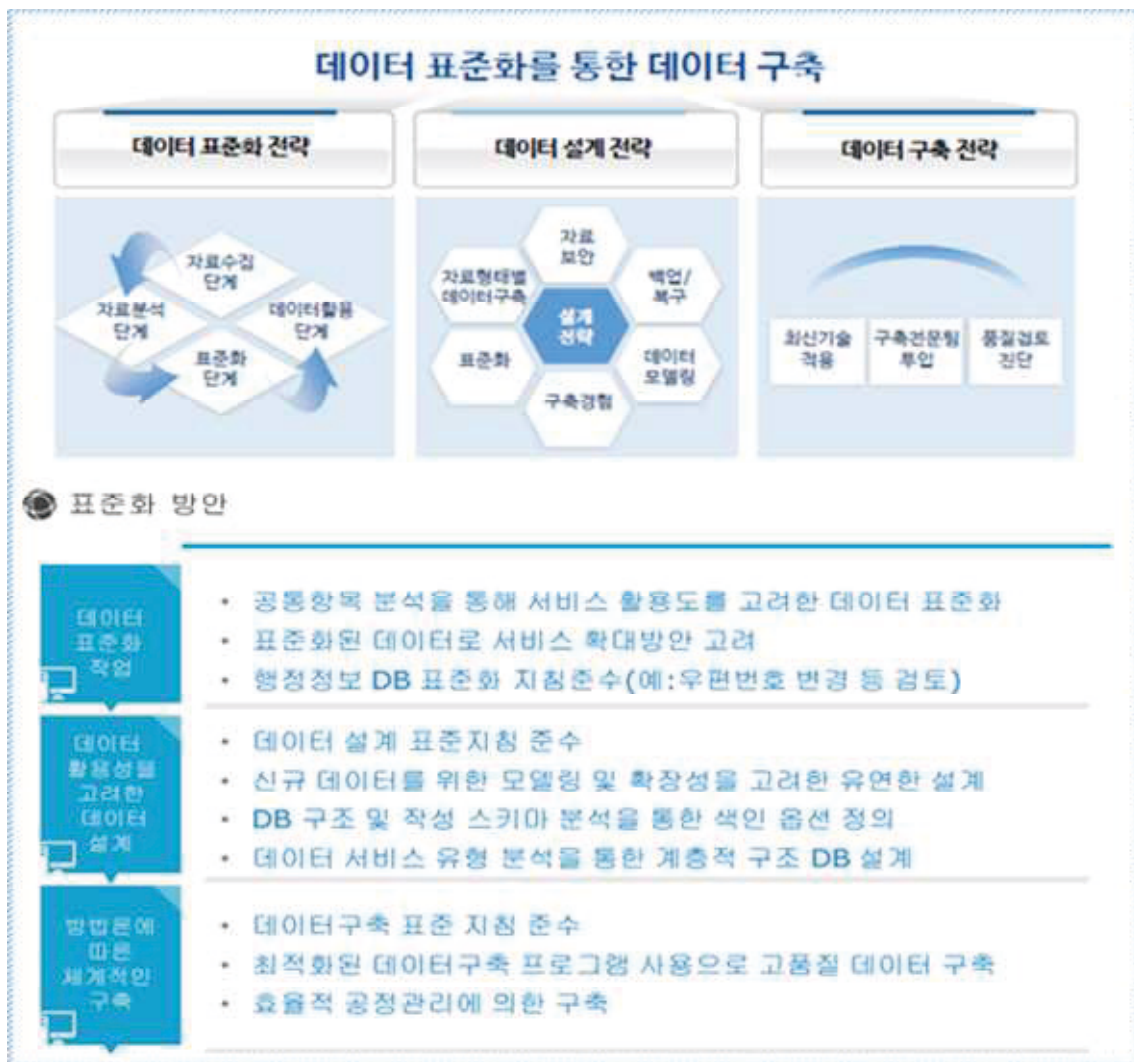 데이터 표준화를 통한 데이터 구축
데이터 표준화 전략
데이터 설계 전략
데이터 구축 전략
자료수집
단계
자료분석
단계
데이터활용
단계
표준화
단계
자료
보안
자료형태별
데이터구축
백업/
복구
설계
전략
표준화
데이터
모델링
구축경험
최신기술
적용
구축전문팀
투입
품질검토
진단
표준화 방안
데이터
표준화
작업
• 공통항목 분석을 통해 서비스 활용도를 고려한 데이터 표준화
• 표준화된 데이터로 서비스 확대방안 고려
• 행정정보 DB 표준화 지침준수(예:우편번호 변경 등 검토)
데이터
활용성을
고려한
데이터
설계
• 데이터 설계 표준지침 준수
• 신규 데이터를 위한 모델링 및 확장성을 고려한 유연한 설계
• DB 구조 및 작성 스키마 분석을 통한 색인 옵션 정의
• 데이터 서비스 유형 분석을 통한 계층적 구조 DB 설계
방법론에
따른
체계적인
구축
• 데이터구축 표준 지침 준수
• 최적화된 데이터구축 프로그램 사용으로 고품질 데이터 구축
• 효율적 공정관리에 의한 구축